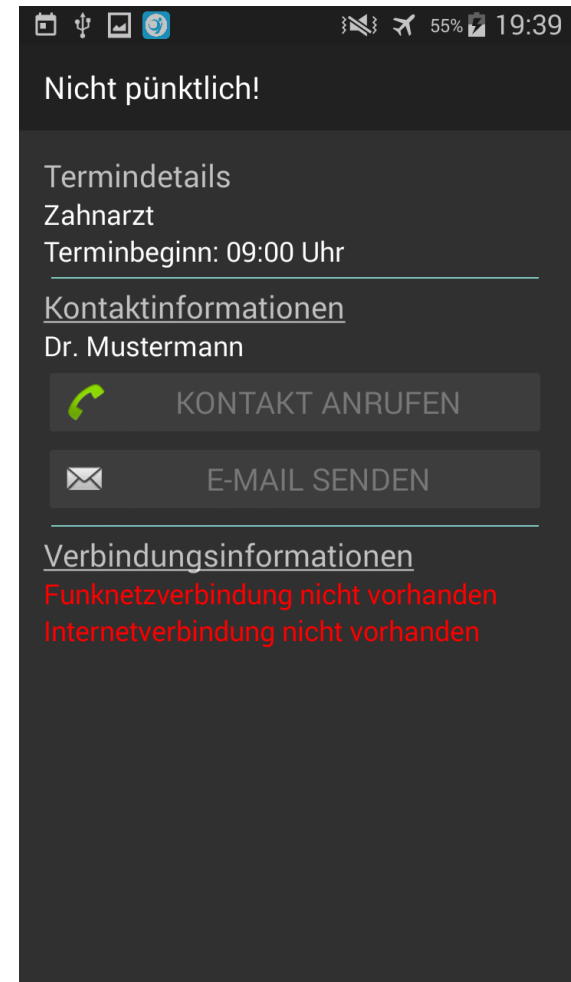 55% 19:39
Nicht pünktlich!
Termindetails
Zahnarzt
Terminbeginn: 09:00 Uhr
Kontaktinformationen
Dr. Mustermann
KONTAKT ANRUFEN
E-MAIL SENDEN
Verbindungsinformationen
Funknetzverbindung nicht vorhanden
Internetverbindung nicht vorhanden